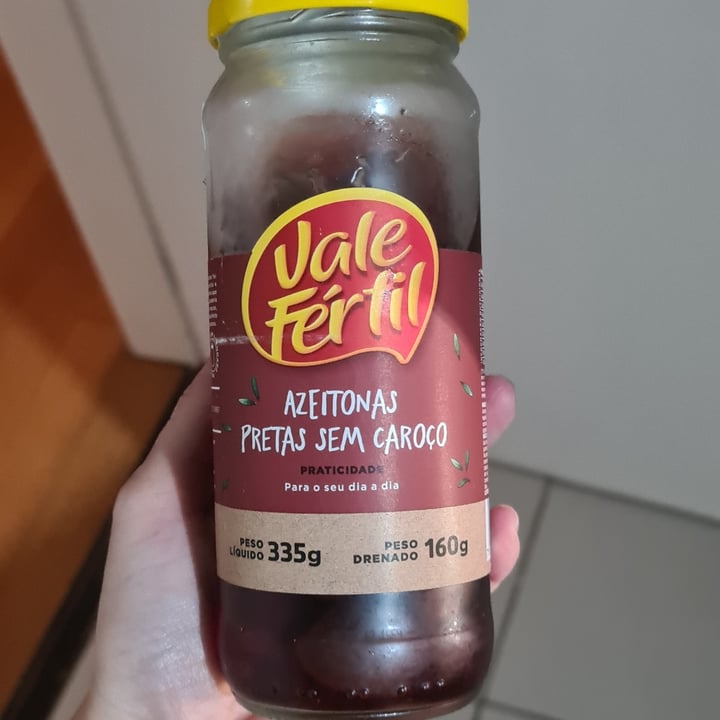 Vale
Fértil
AZEITONAS
PRETAS SEM CAROÇO
PRATICIDADE
Para o seu dia a dia
PESO
LÍQUIDO 335g
PESO
DRENADO 160g